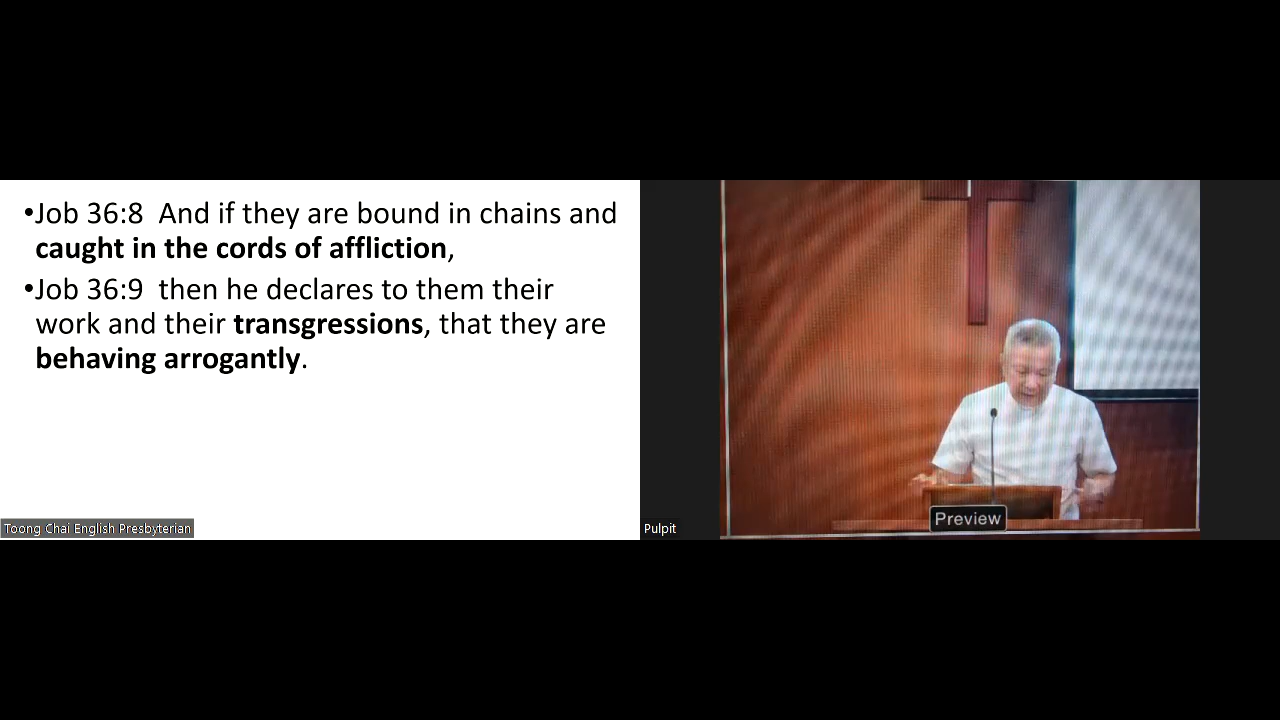 •Job 36:8  And if they are bound in chains and
caught in the cords of affliction,
•Job 36:9  then he declares to them their
work and their transgressions, that they are
behaving arrogantly.
Toong Chai English Presbyterian
Pulpit
Preview